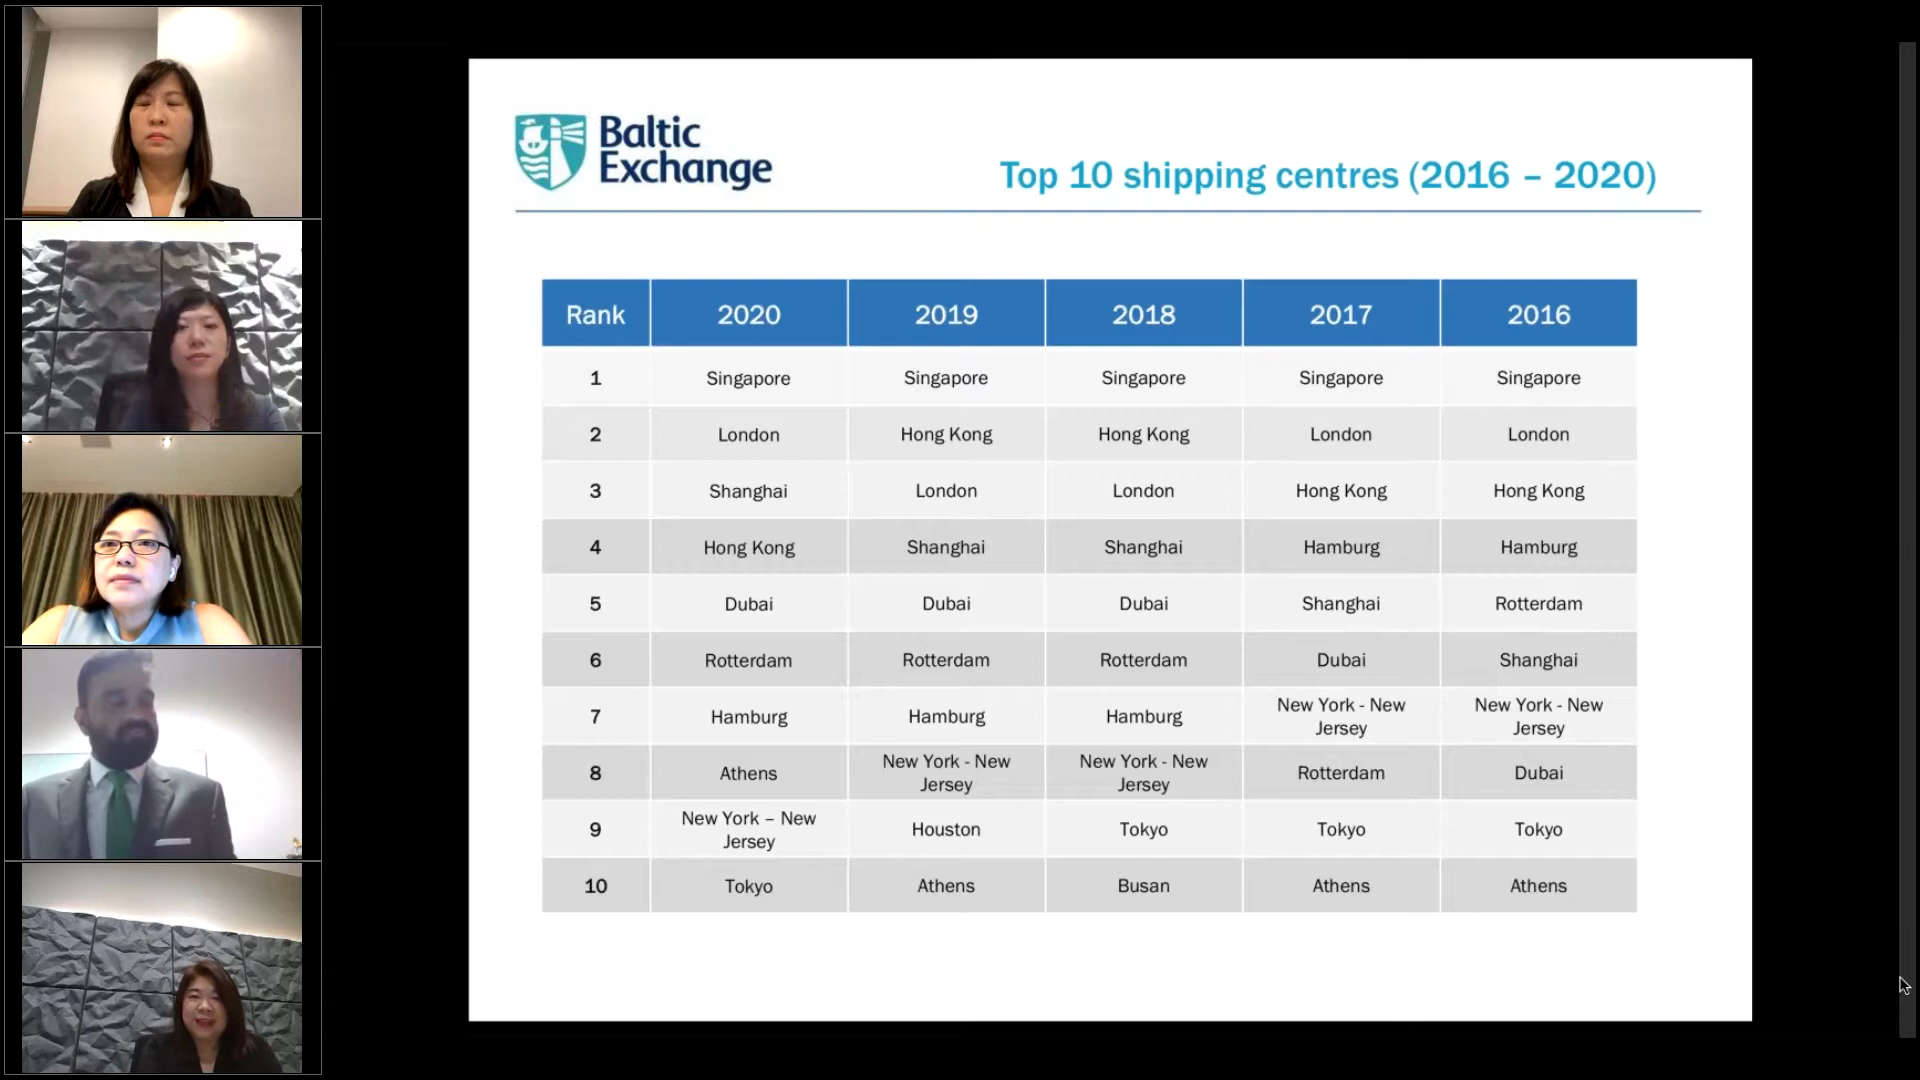 Baltic
Exchange
Top 10 shipping centres (2016 – 2020)
Rank 2020 2019 2018 2017 2016
1 Singapore Singapore Singapore Singapore Singapore
2 London Hong Kong Hong Kong London London
3 Shanghai London London Hong Kong Hong Kong
4 Hong Kong Shanghai Shanghai Hamburg Hamburg
5 Dubai Dubai Dubai Shanghai Rotterdam
6 Rotterdam Rotterdam Rotterdam Dubai Shanghai
7 Hamburg Hamburg Hamburg New York - New Jersey New York - New Jersey
8 Athens New York - New Jersey New York - New Jersey Rotterdam Dubai
9 New York – New Jersey Houston Tokyo Tokyo Tokyo
10 Tokyo Athens Busan Athens Athens